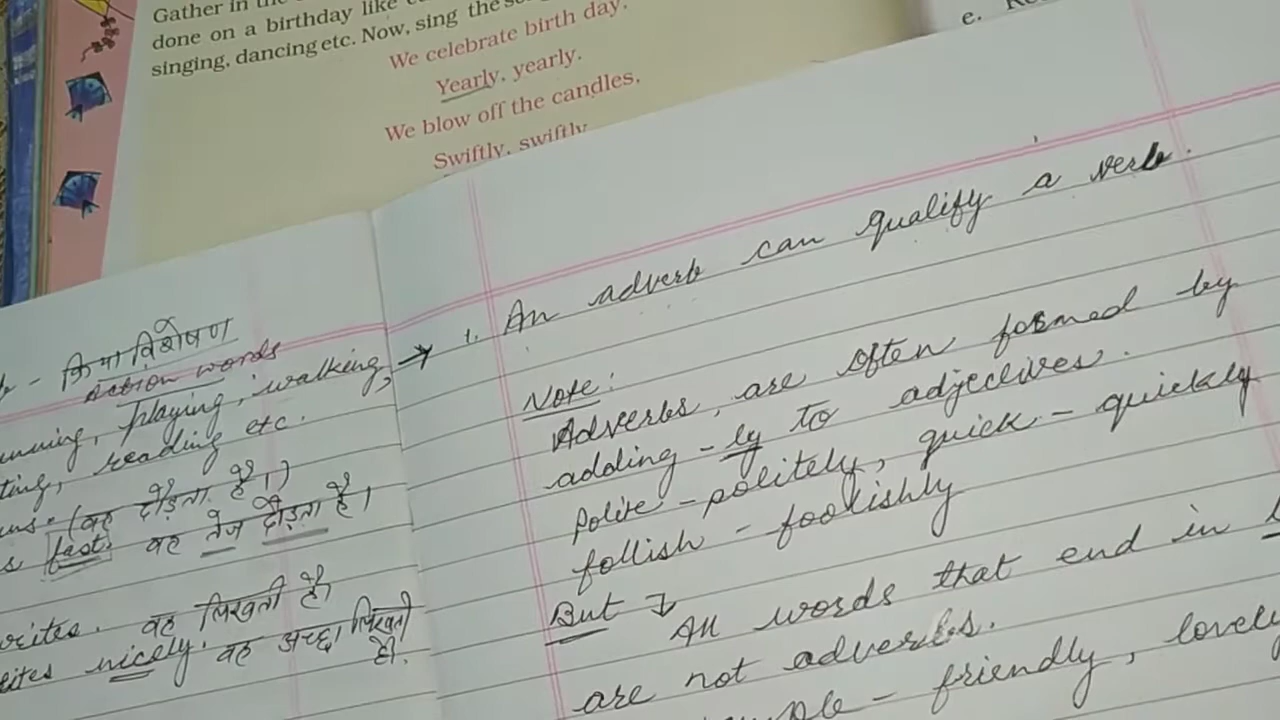 Gather in the
done on a birthday like
singing, dancing etc. Now, sing the
We celebrate birth day,
Yearly, yearly.
We blow off the candles,
Swiftly, swiftly
e.
- क्रिया विशेषण
action words
playing, walking,
reading etc.
(वह दौड़ता है।)
fast. वह तेज दौड़ता है।
writes. वह लिखती है।
nicely. वह अच्छा लिखती
है।
→ 1. An adverb can qualify a verb.
Note:
Adverbs, are often formed by
adding - ly to adjectives.
Polite - politely, quick - quickly
follish - foolishly
But ↴
All words that end in
are not adverbs.
- friendly, lovely